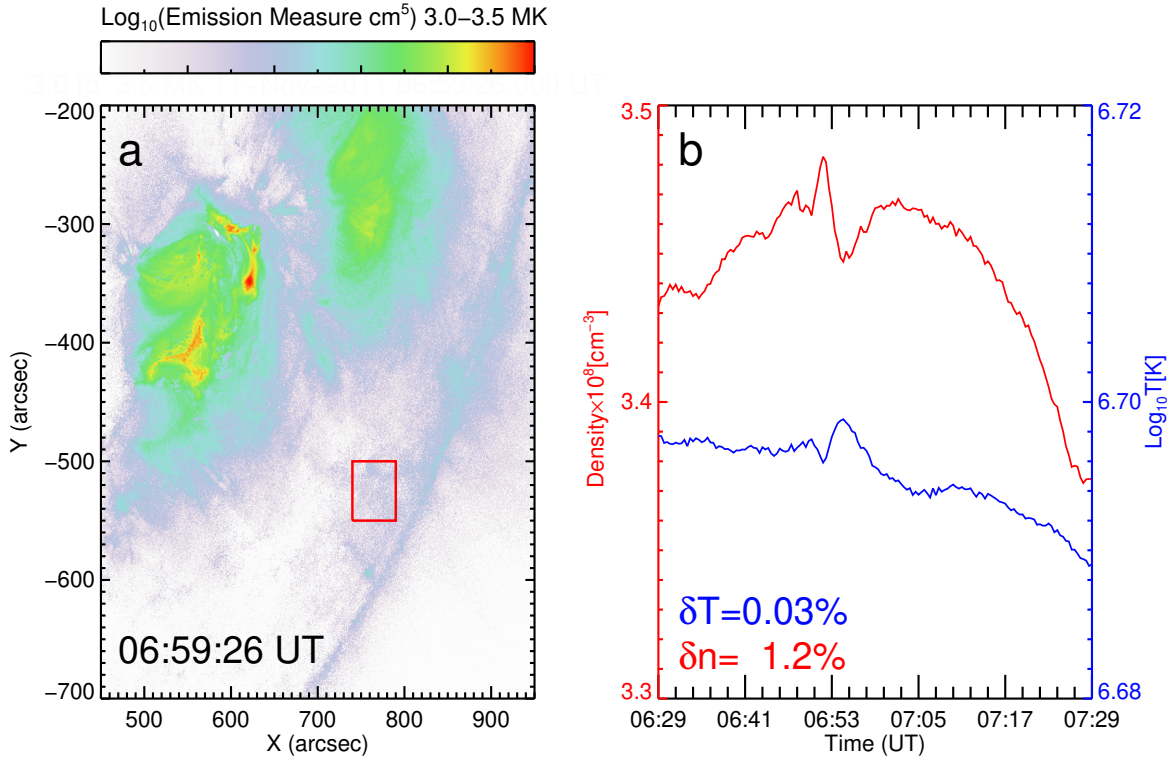 Log₁₀(Emission Measure cm⁵) 3.0−3.5 MK
a
−200
−300
−400
−500
−600
−700
Y (arcsec)
06:59:26 UT
500 600 700 800 900
X (arcsec)
b
3.5
3.4
3.3
Density×10⁸[cm⁻³]
6.72
6.70
6.68
Log₁₀T[K]
δT=0.03%
δn= 1.2%
06:29 06:41 06:53 07:05 07:17 07:29
Time (UT)